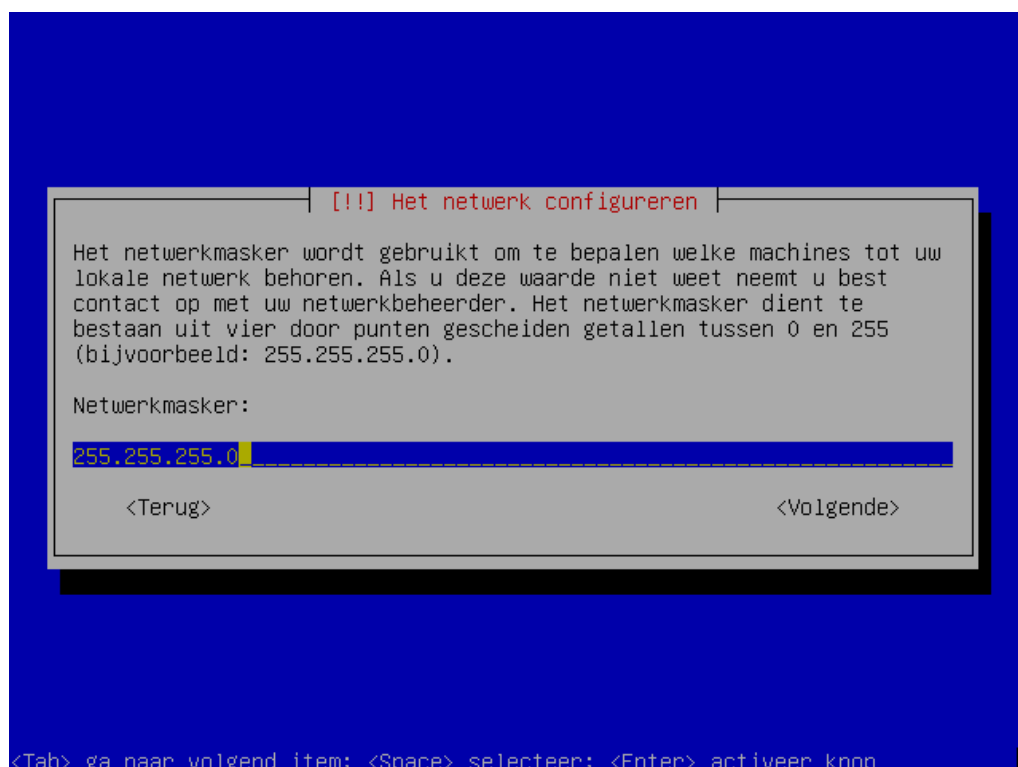 [!!] Het netwerk configureren
Het netwerkmasker wordt gebruikt om te bepalen welke machines tot uw
lokale netwerk behoren. Als u deze waarde niet weet neemt u best
contact op met uw netwerkbeheerder. Het netwerkmasker dient te
bestaan uit vier door punten gescheiden getallen tussen 0 en 255
(bijvoorbeeld: 255.255.255.0).
Netwerkmasker:
255.255.255.0
<Terug> <Volgende>
<Tab> ga naar volgend item; <Space> selecteer; <Enter> activeer knop